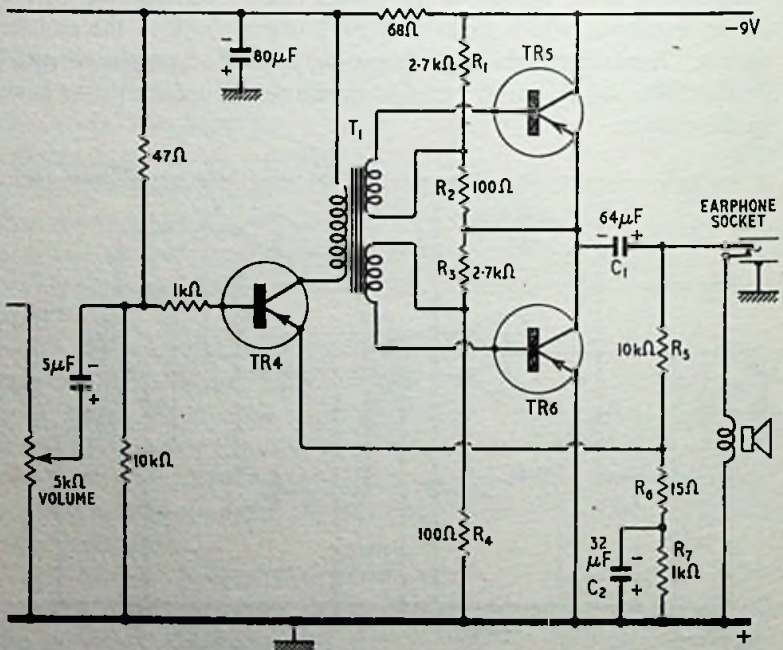 68Ω
−9V
−
+
80μF
2·7kΩ
R₁
TR5
T₁
47Ω
R₂
100Ω
64μF
−
+
C₁
EARPHONE
SOCKET
1kΩ
R₃
2·7kΩ
TR4
5μF
−
+
10kΩ
R₅
TR6
5kΩ
VOLUME
10kΩ
100Ω
R₄
R₆
15Ω
32
μF
C₂
−
+
R₇
1kΩ
+